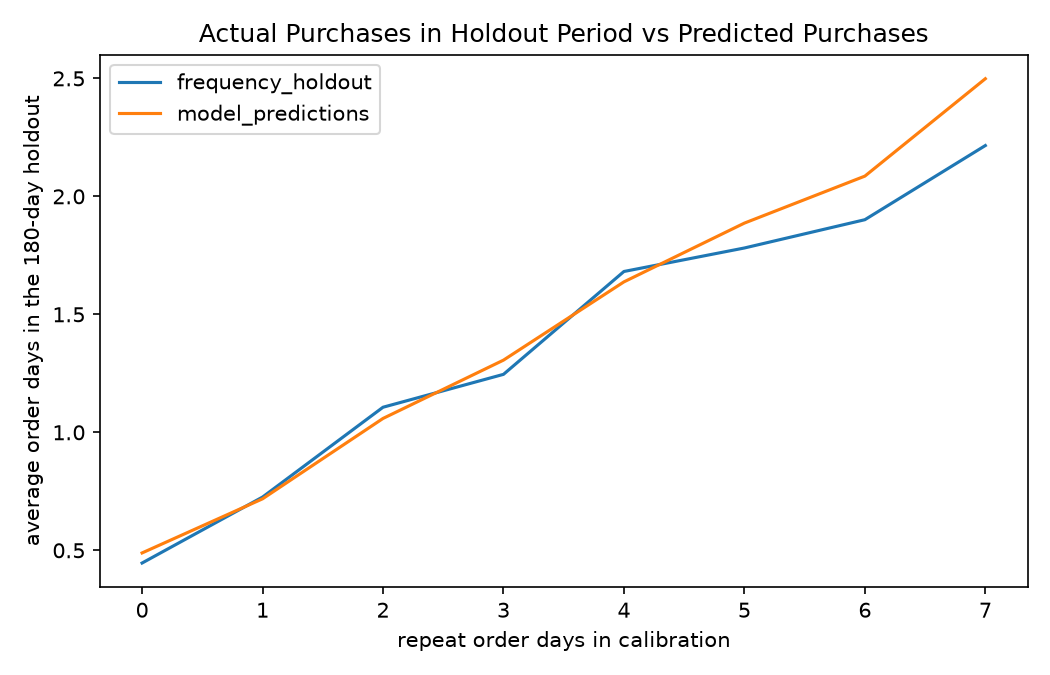 Actual Purchases in Holdout Period vs Predicted Purchases
frequency_holdout
model_predictions
average order days in the 180-day holdout
2.5
2.0
1.5
1.0
0.5
0 1 2 3 4 5 6 7
repeat order days in calibration